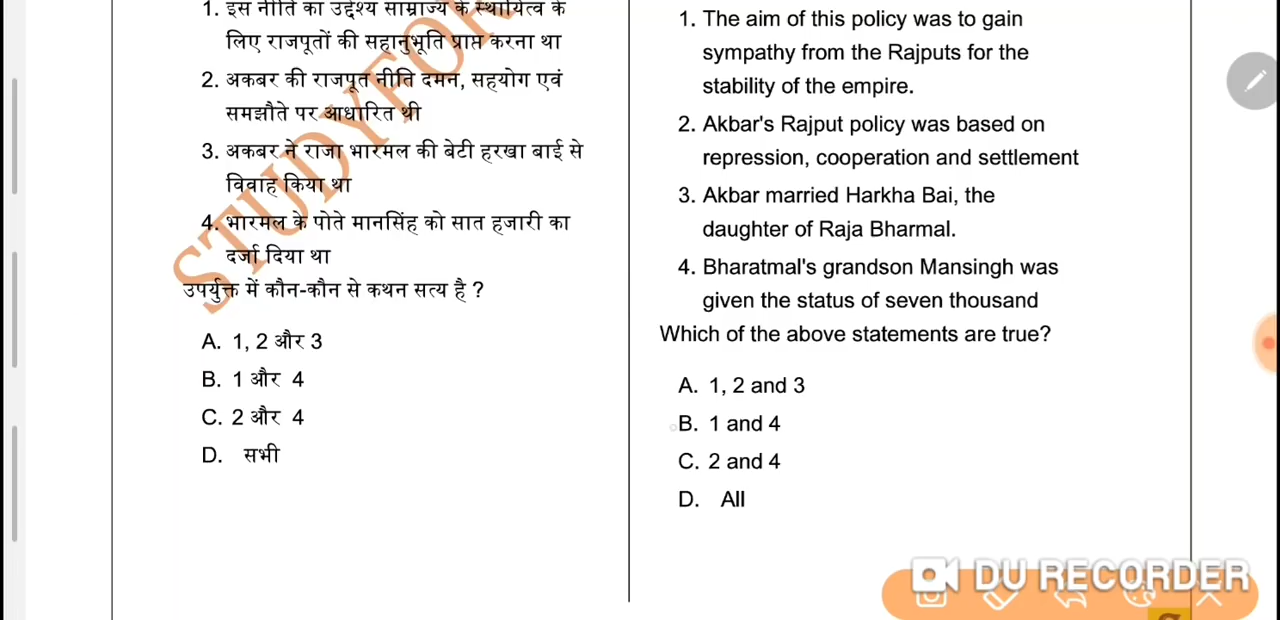 1. इस नीति का उद्देश्य साम्राज्य के स्थायित्व के
लिए राजपूतों की सहानुभूति प्राप्त करना था
2. अकबर की राजपूत नीति दमन, सहयोग एवं
समझौते पर आधारित थी
3. अकबर ने राजा भारमल की बेटी हरखा बाई से
विवाह किया था
4. भारमल के पोते मानसिंह को सात हजारी का
दर्जा दिया था
उपर्युक्त में कौन-कौन से कथन सत्य है ?
A. 1, 2 और 3
B. 1 और 4
C. 2 और 4
D. सभी
STUDYFOR
1. The aim of this policy was to gain
sympathy from the Rajputs for the
stability of the empire.
2. Akbar's Rajput policy was based on
repression, cooperation and settlement
3. Akbar married Harkha Bai, the
daughter of Raja Bharmal.
4. Bharatmal's grandson Mansingh was
given the status of seven thousand
Which of the above statements are true?
A. 1, 2 and 3
B. 1 and 4
C. 2 and 4
D. All
DU RECORDER